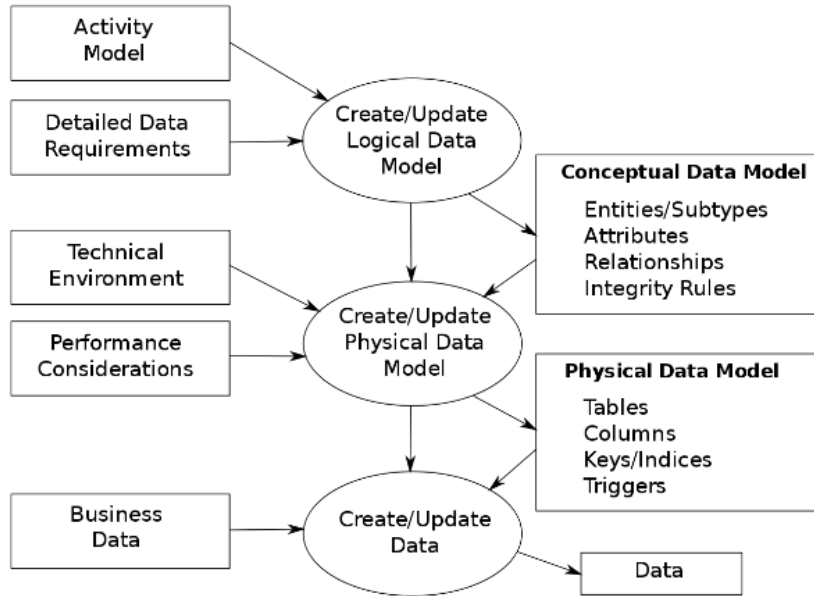 Activity
Model
Detailed Data
Requirements
Create/Update
Logical Data
Model
Conceptual Data Model
Entities/Subtypes
Attributes
Relationships
Integrity Rules
Technical
Environment
Performance
Considerations
Create/Update
Physical Data
Model
Physical Data Model
Tables
Columns
Keys/Indices
Triggers
Business
Data
Create/Update
Data
Data